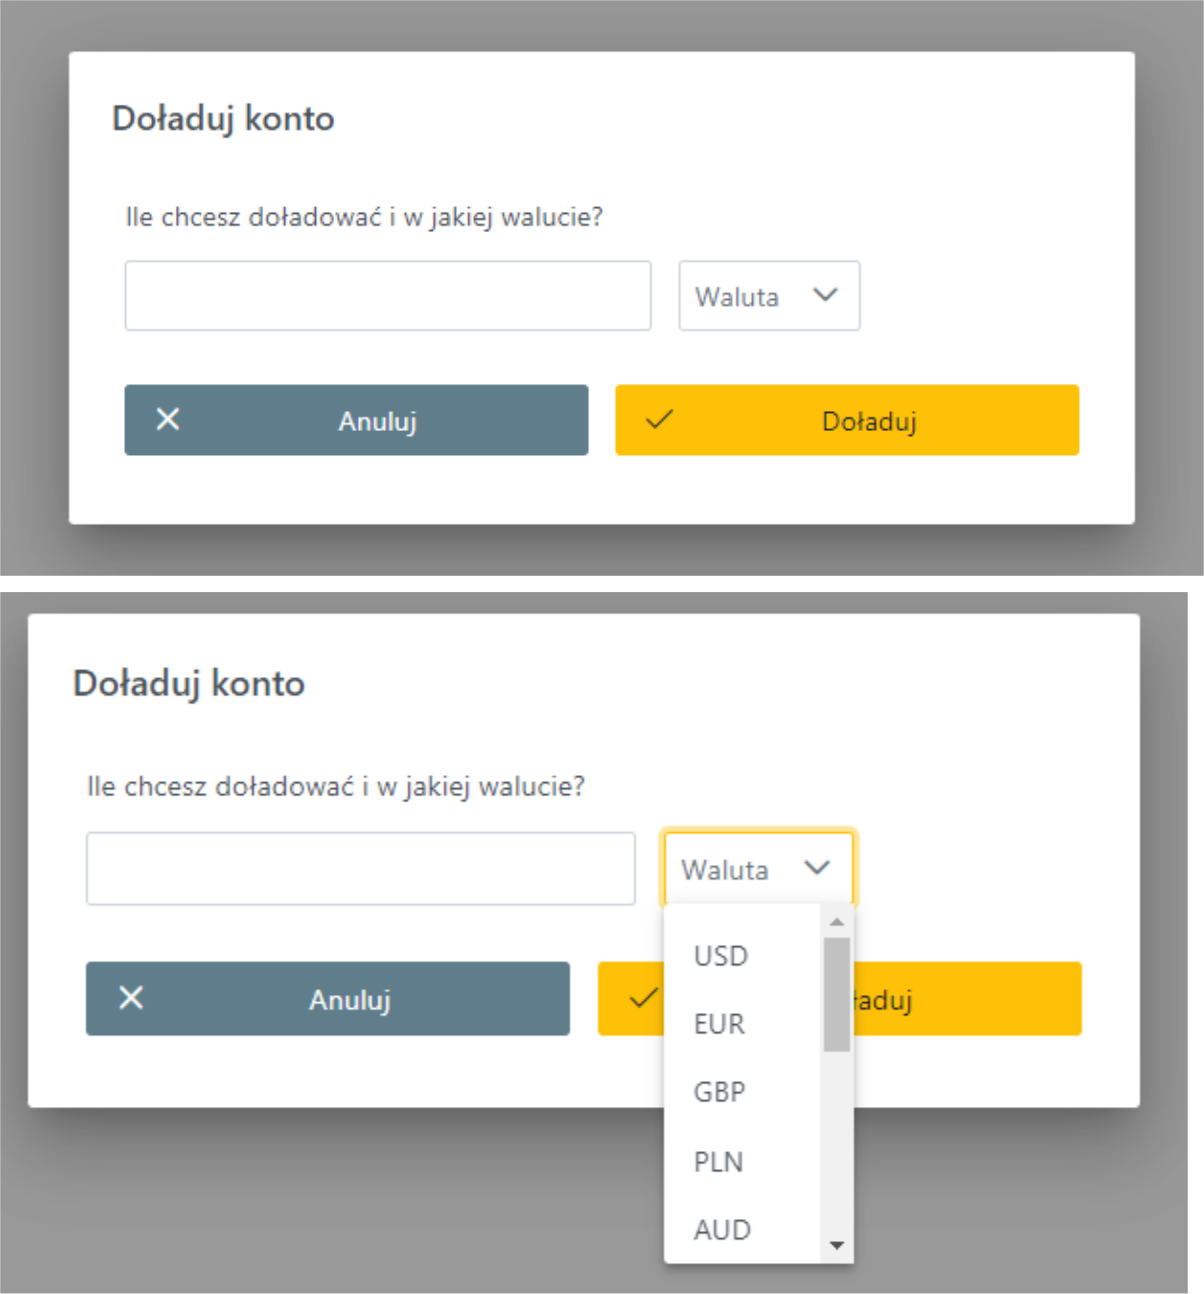 Doładuj konto
Ile chcesz doładować i w jakiej walucie?
Waluta
Anuluj Doładuj
Doładuj konto
Ile chcesz doładować i w jakiej walucie?
Waluta
USD
Anuluj ładuj
EUR
GBP
PLN
AUD